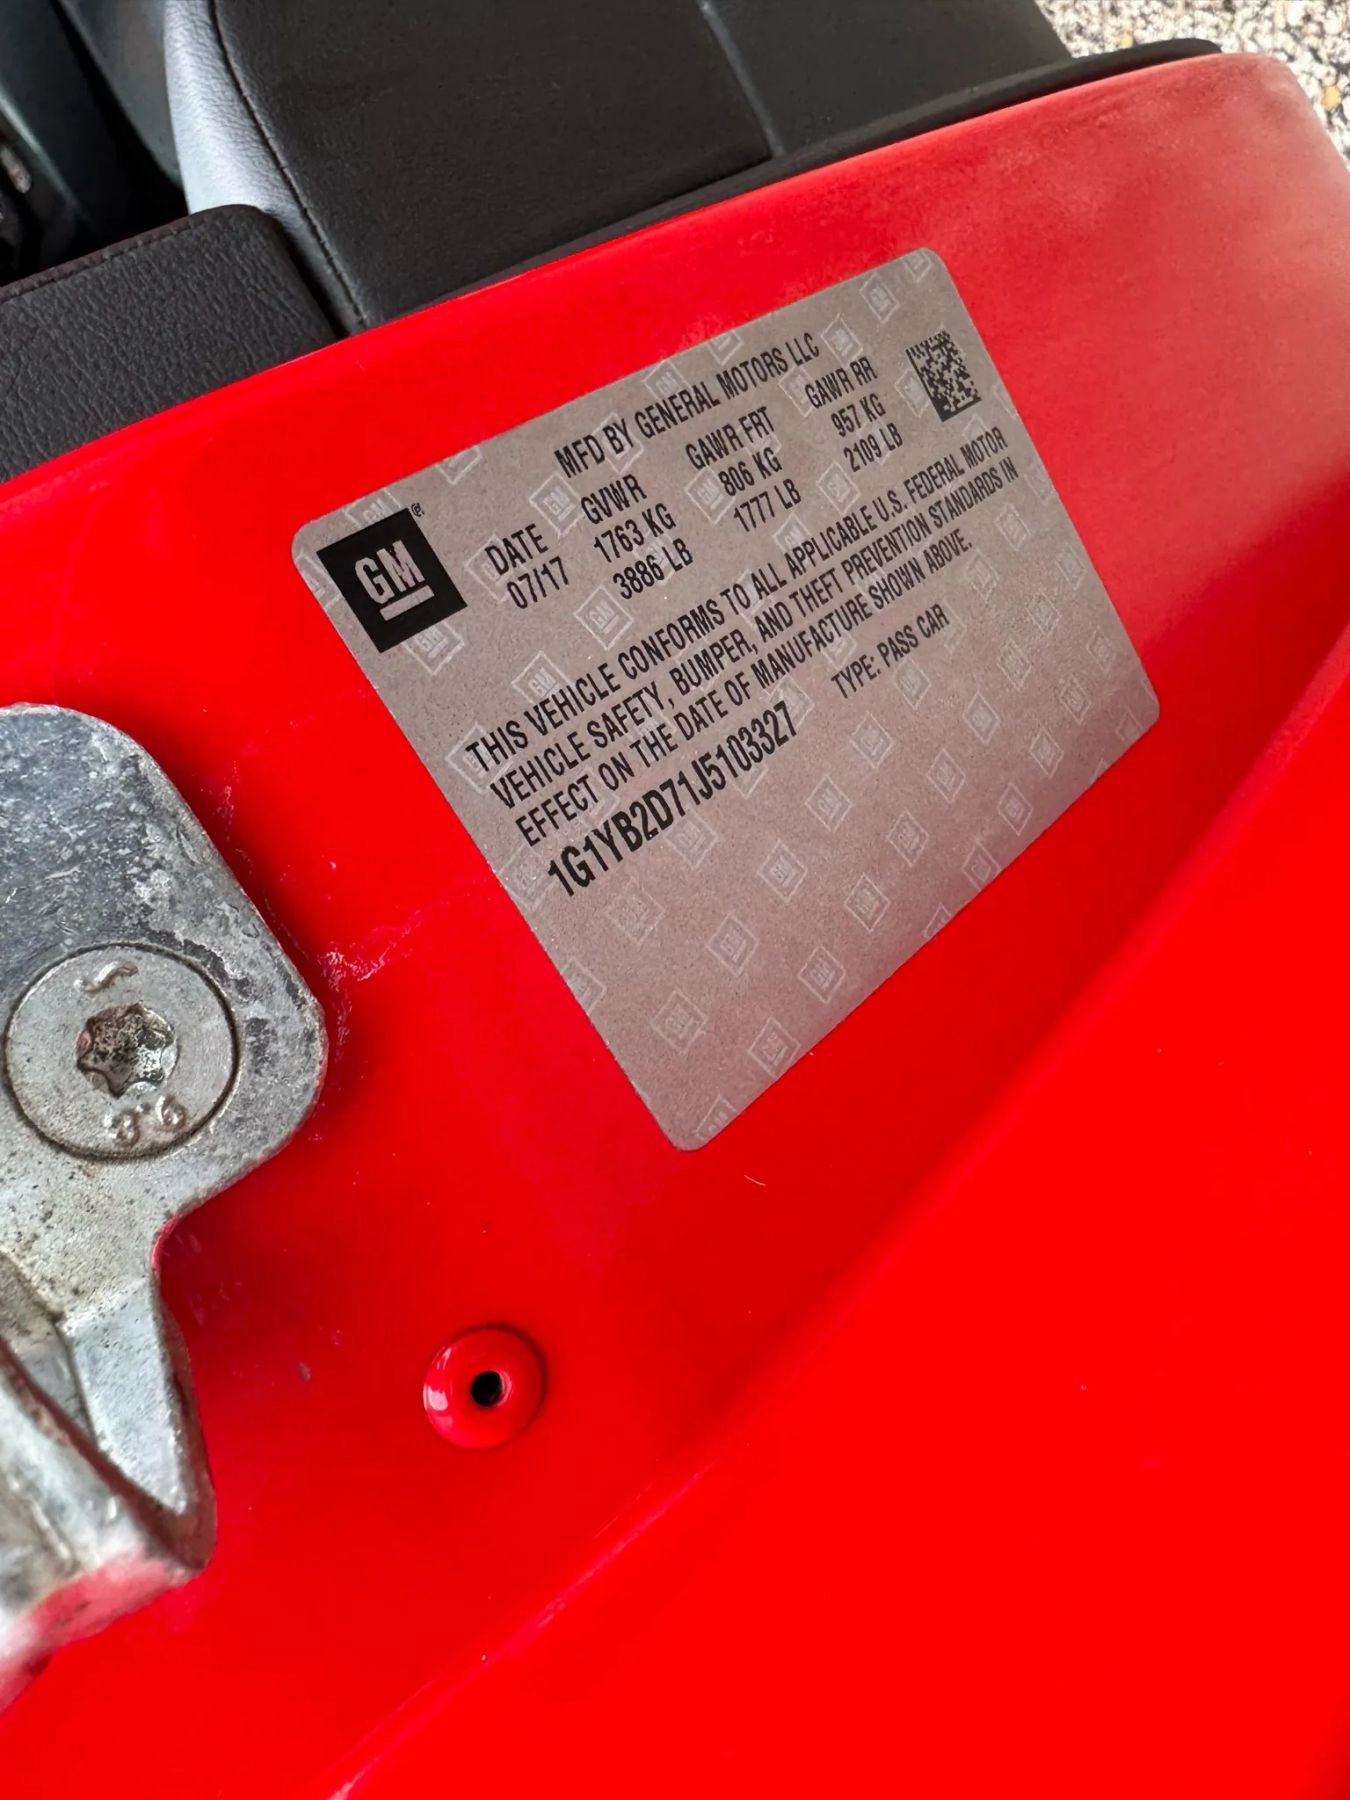 GM
MFD BY GENERAL MOTORS LLC
DATE GVWR GAWR FRT GAWR RR
07/17 1763 KG 806 KG 957 KG
3886 LB 1777 LB 2109 LB
THIS VEHICLE CONFORMS TO ALL APPLICABLE U.S. FEDERAL MOTOR
VEHICLE SAFETY, BUMPER, AND THEFT PREVENTION STANDARDS IN
EFFECT ON THE DATE OF MANUFACTURE SHOWN ABOVE.
1G1YB2D71J5103327 TYPE: PASS CAR